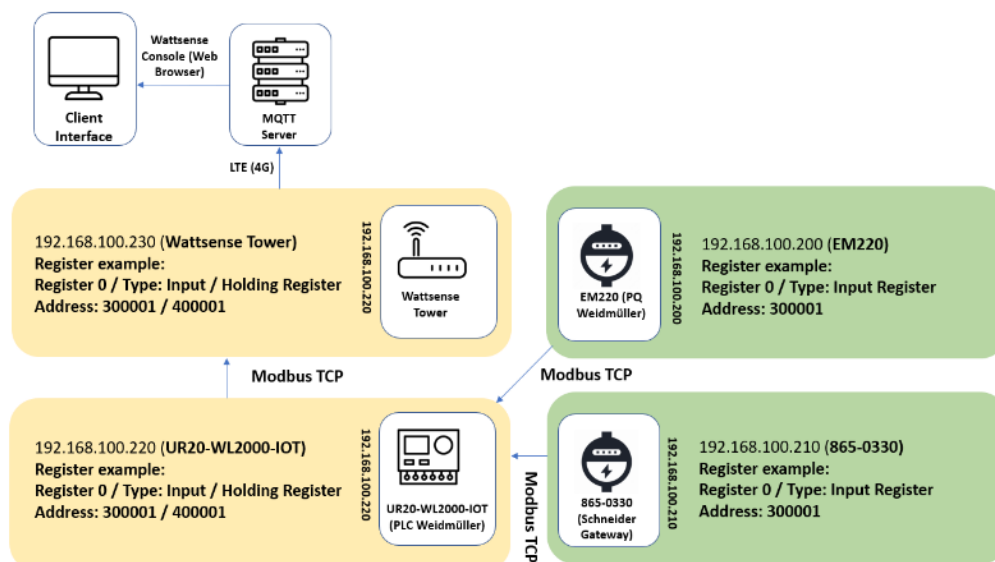 Wattsense
Console (Web
Browser)
Client
Interface
MQTT
Server
LTE (4G)
192.168.100.230 (Wattsense Tower)
Register example:
Register 0 / Type: Input / Holding Register
Address: 300001 / 400001
192.168.100.220
Wattsense
Tower
EM220 (PQ
Weidmüller)
192.168.100.200
192.168.100.200 (EM220)
Register example:
Register 0 / Type: Input Register
Address: 300001
Modbus TCP
Modbus TCP
192.168.100.220 (UR20-WL2000-IOT)
Register example:
Register 0 / Type: Input / Holding Register
Address: 300001 / 400001
192.168.100.220
UR20-WL2000-IOT
(PLC Weidmüller)
Modbus TCP
865-0330
(Schneider
Gateway)
192.168.100.210
192.168.100.210 (865-0330)
Register example:
Register 0 / Type: Input Register
Address: 300001